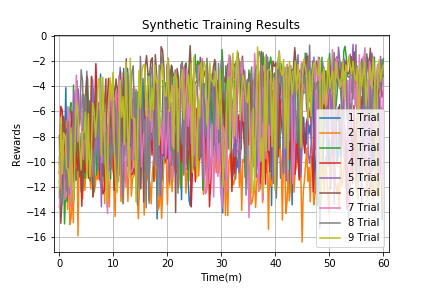 Synthetic Training Results
Rewards
0
−2
−4
−6
−8
−10
−12
−14
−16
1 Trial
2 Trial
3 Trial
4 Trial
5 Trial
6 Trial
7 Trial
8 Trial
9 Trial
0 10 20 30 40 50 60
Time(m)